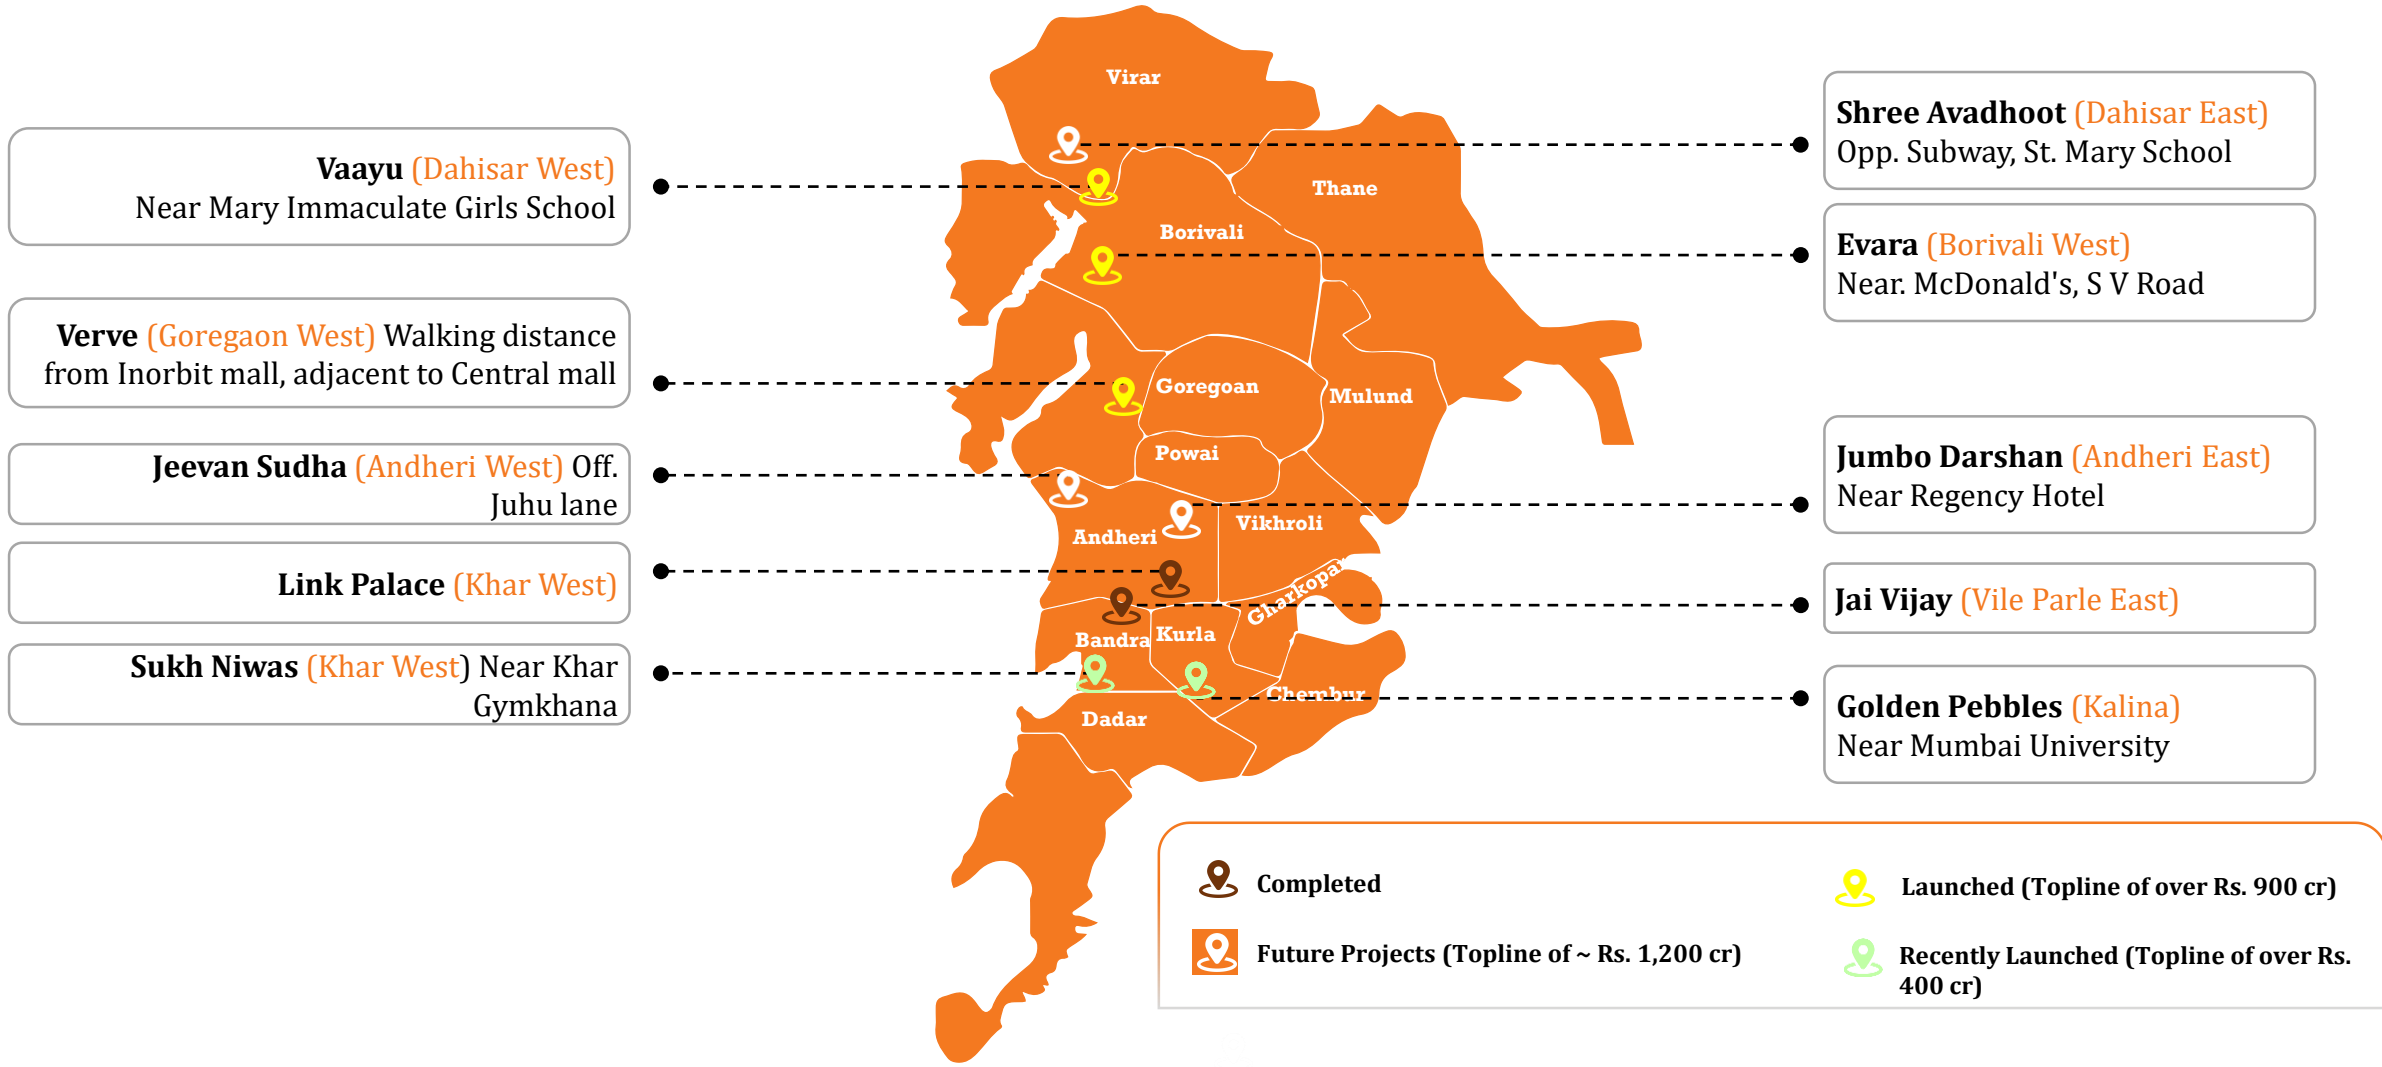 Vaayu (Dahisar West)
Near Mary Immaculate Girls School
Verve (Goregaon West) Walking distance
from Inorbit mall, adjacent to Central mall
Jeevan Sudha (Andheri West) Off.
Juhu lane
Link Palace (Khar West)
Sukh Niwas (Khar West) Near Khar
Gymkhana
Virar
Thane
Borivali
Goregoan
Mulund
Powai
Vikhroli
Andheri
Gharkopar
Bandra
Kurla
Chembur
Dadar
Shree Avadhoot (Dahisar East)
Opp. Subway, St. Mary School
Evara (Borivali West)
Near. McDonald's, S V Road
Jumbo Darshan (Andheri East)
Near Regency Hotel
Jai Vijay (Vile Parle East)
Golden Pebbles (Kalina)
Near Mumbai University
Completed
Launched (Topline of over Rs. 900 cr)
Future Projects (Topline of ~ Rs. 1,200 cr)
Recently Launched (Topline of over Rs.
400 cr)